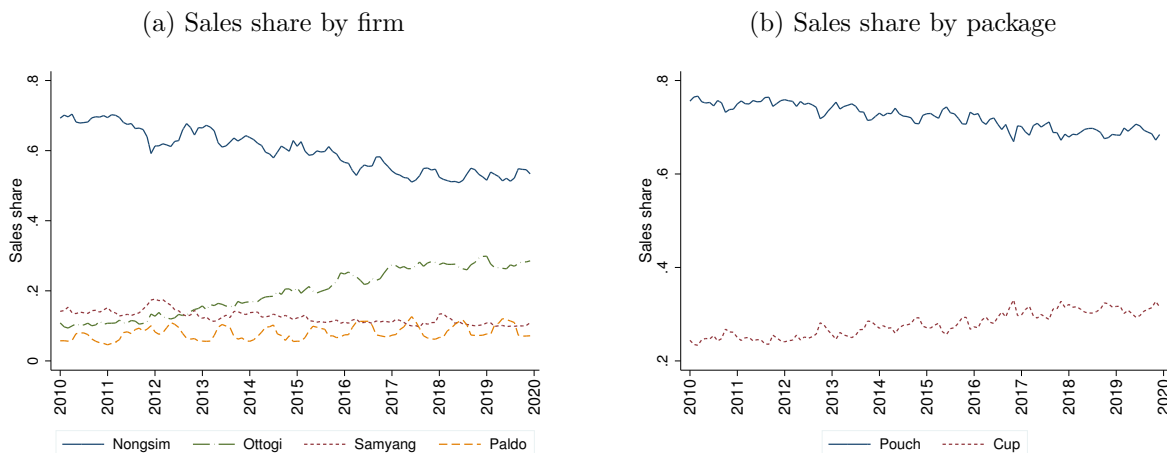 (a) Sales share by firm
Sales share
0 .2 .4 .6 .8
2010 2011 2012 2013 2014 2015 2016 2017 2018 2019 2020
Nongsim Ottogi Samyang Paldo
(b) Sales share by package
Sales share
.2 .4 .6 .8
2010 2011 2012 2013 2014 2015 2016 2017 2018 2019 2020
Pouch Cup